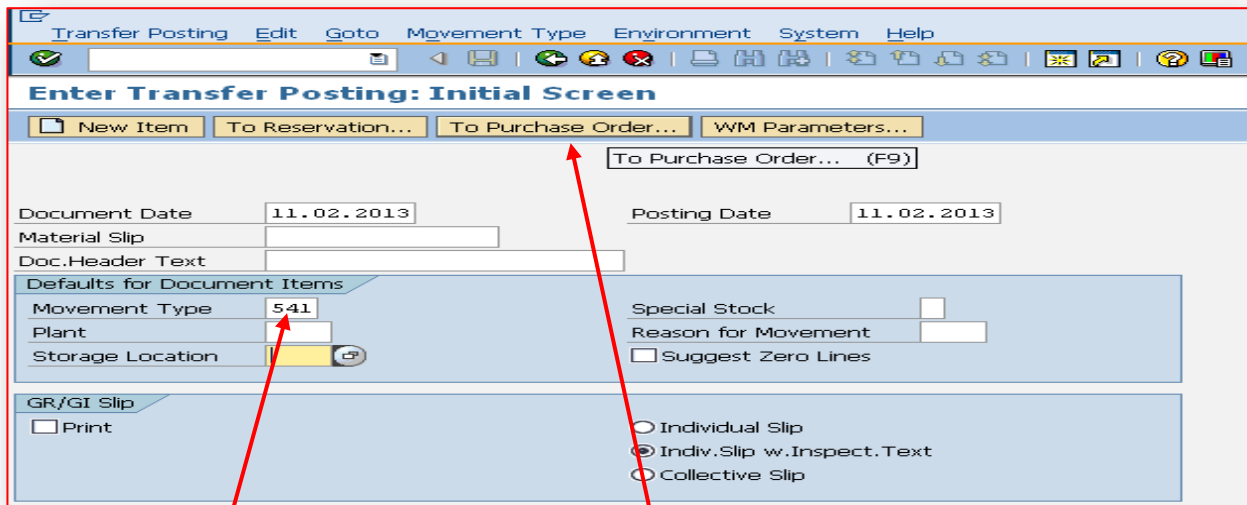 Transfer Posting Edit Goto Movement Type Environment System Help
Enter Transfer Posting: Initial Screen
New Item To Reservation... To Purchase Order... WM Parameters...
To Purchase Order... (F9)
Document Date 11.02.2013 Posting Date 11.02.2013
Material Slip
Doc.Header Text
Defaults for Document Items
Movement Type 541 Special Stock
Plant Reason for Movement
Storage Location Suggest Zero Lines
GR/GI Slip
Print Individual Slip
Indiv.Slip w.Inspect.Text
Collective Slip